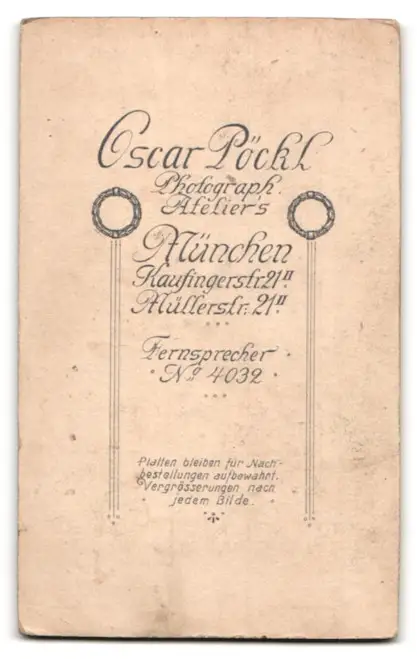 Oscar Pöckl
Photograph.
Atelier's
München
Kaufingerstr. 21 II.
Müllerstr. 21 II
Fernsprecher
No 4032
Platten bleiben für Nach-
bestellungen aufbewahrt.
Vergrösserungen nach
jedem Bilde.